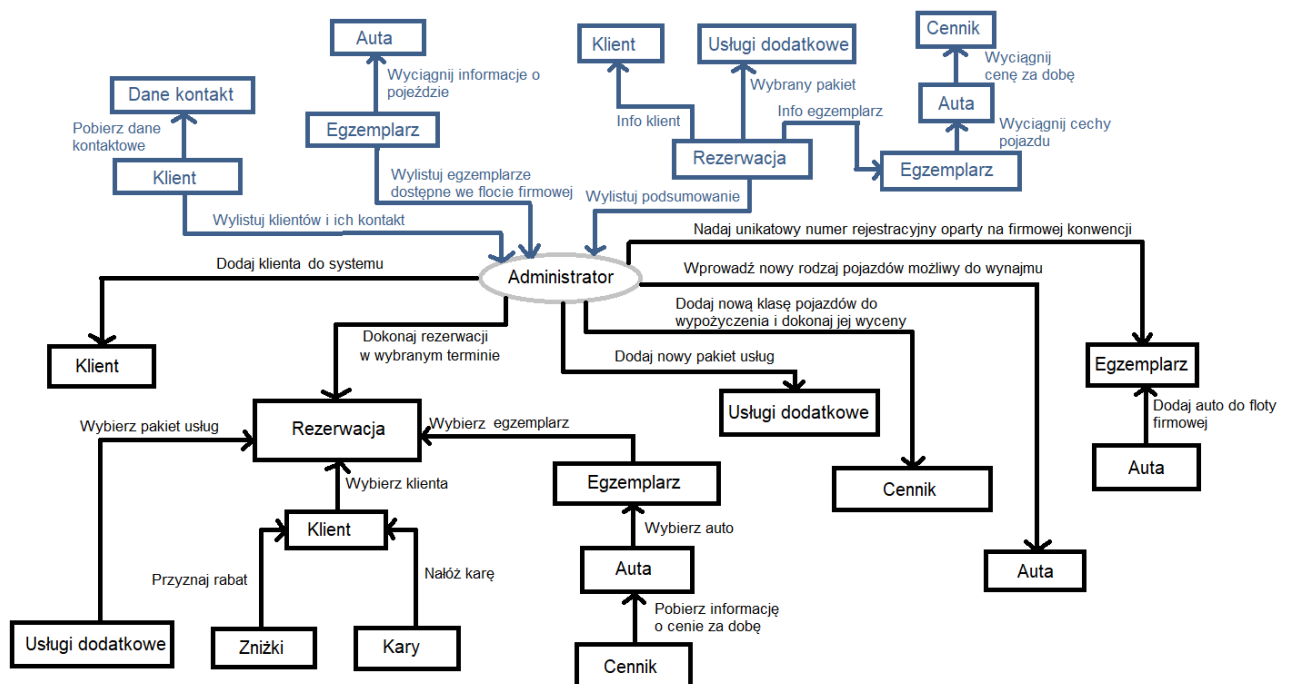 Auta
Klient
Usługi dodatkowe
Cennik
Wyciągnij informacje o
pojeździe
Wybrany pakiet
Wyciągnij
cenę za dobę
Dane kontakt
Egzemplarz
Info klient
Info egzemplarz
Auta
Pobierz dane
kontaktowe
Rezerwacja
Wyciągnij cechy
pojazdu
Klient
Wylistuj egzemplarze
dostępne we flocie firmowej
Wylistuj podsumowanie
Egzemplarz
Wylistuj klientów i ich kontakt
Nadaj unikatowy numer rejestracyjny oparty na firmowej konwencji
Dodaj klienta do systemu
Administrator
Wprowadź nowy rodzaj pojazdów możliwy do wynajmu
Dodaj nową klasę pojazdów do
wypożyczenia i dokonaj jej wyceny
Dokonaj rezerwacji
w wybranym terminie
Dodaj nowy pakiet usług
Klient
Egzemplarz
Usługi dodatkowe
Dodaj auto do floty
firmowej
Wybierz pakiet usług
Rezerwacja
Wybierz egzemplarz
Auta
Wybierz klienta
Egzemplarz
Cennik
Klient
Wybierz auto
Przyznaj rabat
Nałóż karę
Auta
Auta
Pobierz informację
o cenie za dobę
Usługi dodatkowe
Zniżki
Kary
Cennik